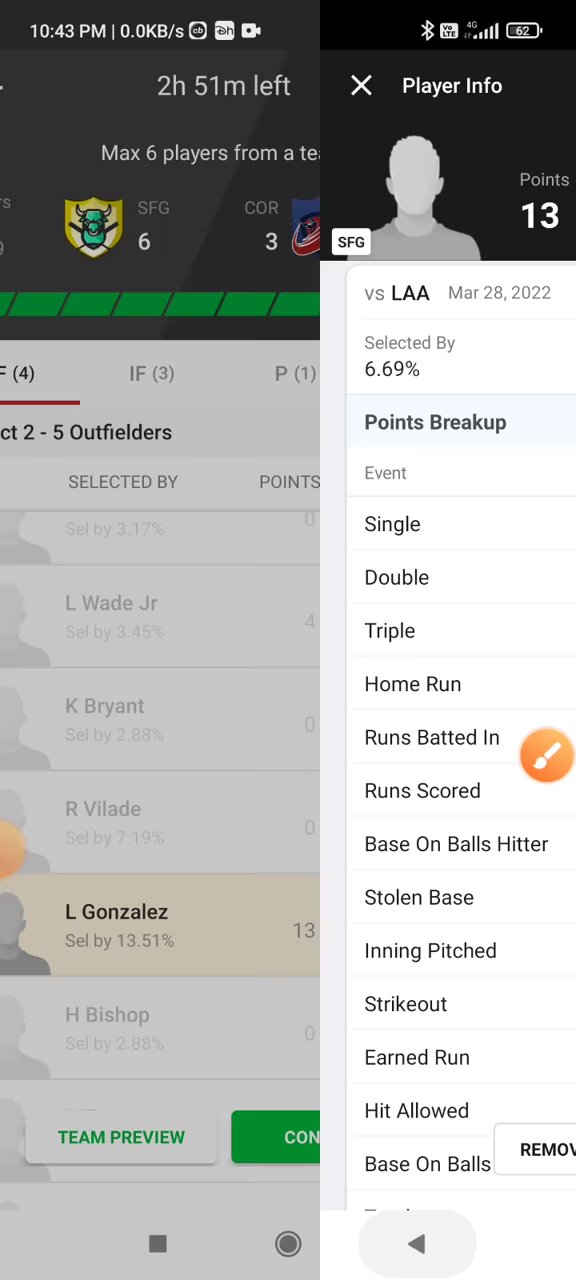 10:43 PM | 0.0KB/s
4G 62
2h 51m left
Max 6 players from a tea
SFG
6
COR
3
F (4)
IF (3)
P (1)
ct 2 - 5 Outfielders
SELECTED BY
POINTS
Sel by 3.17%
0
L Wade Jr
Sel by 3.45%
4
K Bryant
Sel by 2.88%
0
R Vilade
Sel by 7.19%
0
L Gonzalez
Sel by 13.51%
13
H Bishop
Sel by 2.88%
0
TEAM PREVIEW
CON
Player Info
Points
13
SFG
vs LAA Mar 28, 2022
Selected By
6.69%
Points Breakup
Event
Single
Double
Triple
Home Run
Runs Batted In
Runs Scored
Base On Balls Hitter
Stolen Base
Inning Pitched
Strikeout
Earned Run
Hit Allowed
Base On Balls
REMOV